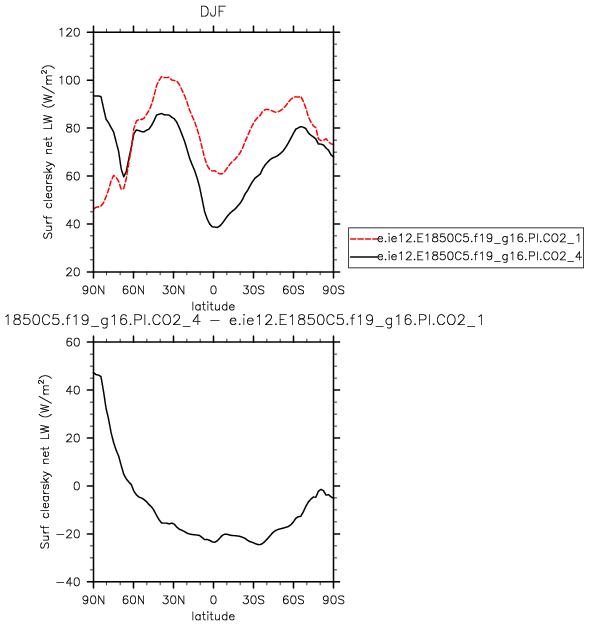 DJF
Surf clearsky net LW (W/m²)
120
100
80
60
40
20
90N 60N 30N 0 30S 60S 90S
latitude
e.ie12.E1850C5.f19_g16.PI.CO2_1
e.ie12.E1850C5.f19_g16.PI.CO2_4
1850C5.f19_g16.PI.CO2_4 − e.ie12.E1850C5.f19_g16.PI.CO2_1
Surf clearsky net LW (W/m²)
60
40
20
0
−20
−40
90N 60N 30N 0 30S 60S 90S
latitude